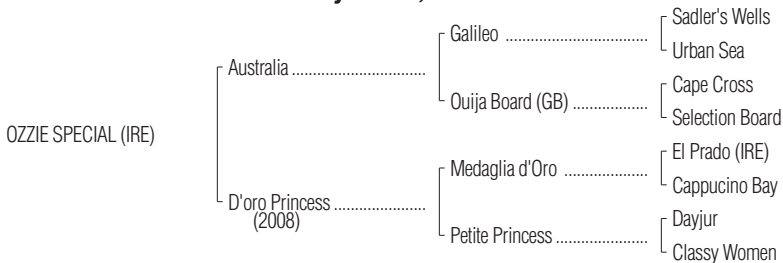 Sadler's Wells
Galileo ..................................
Urban Sea
Australia ................................
Cape Cross
Ouija Board (GB) ..................
Selection Board
OZZIE SPECIAL (IRE)
El Prado (IRE)
Medaglia d'Oro ....................
Cappucino Bay
D'oro Princess ......................
(2008)
Dayjur
Petite Princess ......................
Classy Women